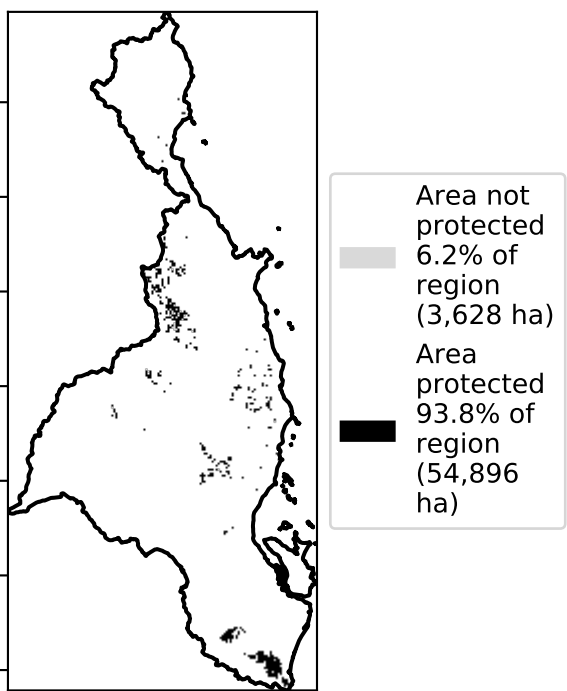 Area not
protected
6.2% of
region
(3,628 ha)
Area
protected
93.8% of
region
(54,896
ha)